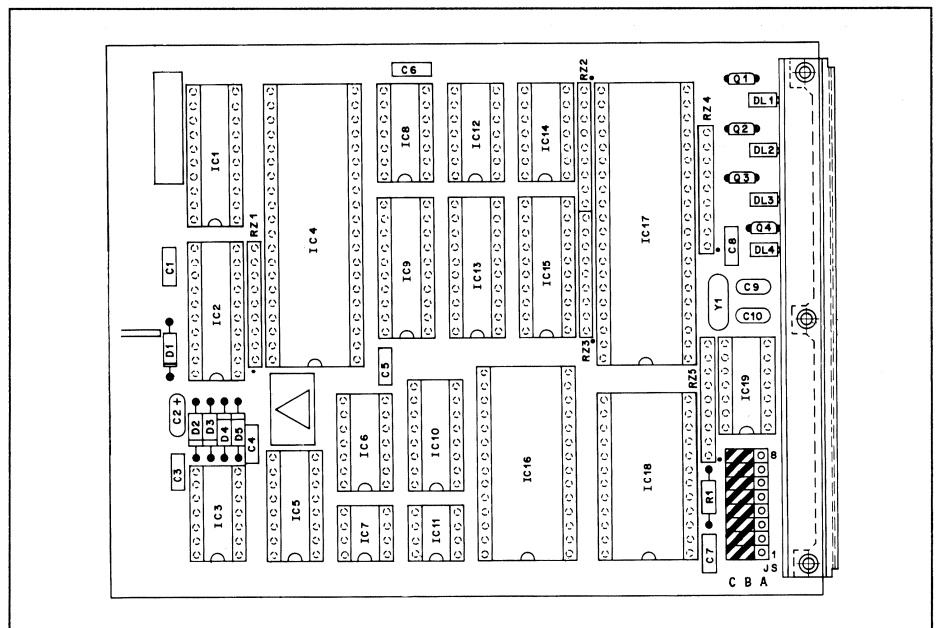 C6
RZ2
Q1
DL1
RZ4
IC1
IC8
IC12
IC14
Q2
DL2
Q3
DL3
RZ1
IC4
IC17
Q4
DL4
C8
C1
IC2
IC9
IC13
IC15
Y1
C9
C10
D1
RZ3
C5
RZ5
IC19
C2 +
D2
D3
D4
D5
C4
IC6
IC10
IC16
IC18
C3
IC3
IC5
IC7
IC11
R1
C7
8
1
JS
C B A